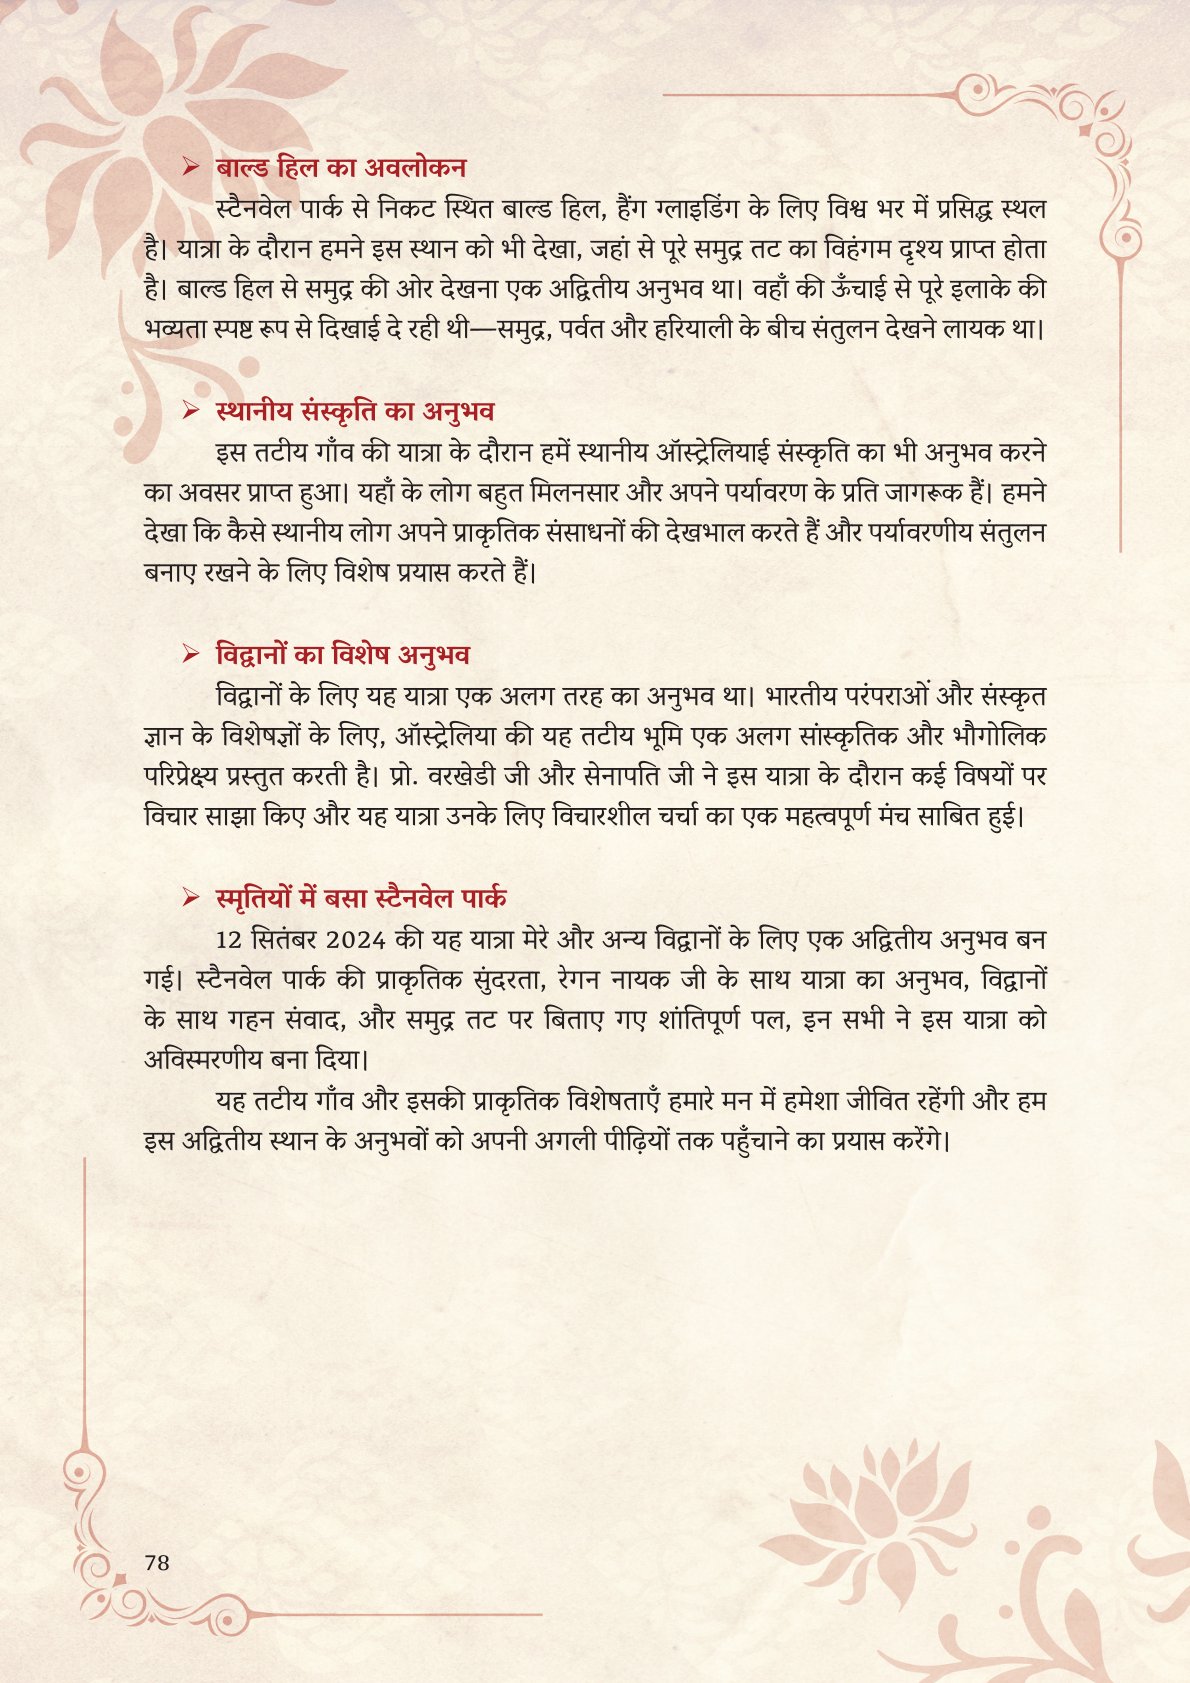 ➢ बाल्ड हिल का अवलोकन
स्टैनवेल पार्क से निकट स्थित बाल्ड हिल, हैंग ग्लाइडिंग के लिए विश्व भर में प्रसिद्ध स्थल
है। यात्रा के दौरान हमने इस स्थान को भी देखा, जहां से पूरे समुद्र तट का विहंगम दृश्य प्राप्त होता
है। बाल्ड हिल से समुद्र की ओर देखना एक अद्वितीय अनुभव था। वहाँ की ऊँचाई से पूरे इलाके की
भव्यता स्पष्ट रूप से दिखाई दे रही थी—समुद्र, पर्वत और हरियाली के बीच संतुलन देखने लायक था।
➢ स्थानीय संस्कृति का अनुभव
इस तटीय गाँव की यात्रा के दौरान हमें स्थानीय ऑस्ट्रेलियाई संस्कृति का भी अनुभव करने
का अवसर प्राप्त हुआ। यहाँ के लोग बहुत मिलनसार और अपने पर्यावरण के प्रति जागरूक हैं। हमने
देखा कि कैसे स्थानीय लोग अपने प्राकृतिक संसाधनों की देखभाल करते हैं और पर्यावरणीय संतुलन
बनाए रखने के लिए विशेष प्रयास करते हैं।
➢ विद्वानों का विशेष अनुभव
विद्वानों के लिए यह यात्रा एक अलग तरह का अनुभव था। भारतीय परंपराओं और संस्कृत
ज्ञान के विशेषज्ञों के लिए, ऑस्ट्रेलिया की यह तटीय भूमि एक अलग सांस्कृतिक और भौगोलिक
परिप्रेक्ष्य प्रस्तुत करती है। प्रो. वरखेडी जी और सेनापति जी ने इस यात्रा के दौरान कई विषयों पर
विचार साझा किए और यह यात्रा उनके लिए विचारशील चर्चा का एक महत्वपूर्ण मंच साबित हुई।
➢ स्मृतियों में बसा स्टैनवेल पार्क
12 सितंबर 2024 की यह यात्रा मेरे और अन्य विद्वानों के लिए एक अद्वितीय अनुभव बन
गई। स्टैनवेल पार्क की प्राकृतिक सुंदरता, रेगन नायक जी के साथ यात्रा का अनुभव, विद्वानों
के साथ गहन संवाद, और समुद्र तट पर बिताए गए शांतिपूर्ण पल, इन सभी ने इस यात्रा को
अविस्मरणीय बना दिया।
यह तटीय गाँव और इसकी प्राकृतिक विशेषताएँ हमारे मन में हमेशा जीवित रहेंगी और हम
इस अद्वितीय स्थान के अनुभवों को अपनी अगली पीढ़ियों तक पहुँचाने का प्रयास करेंगे।
78